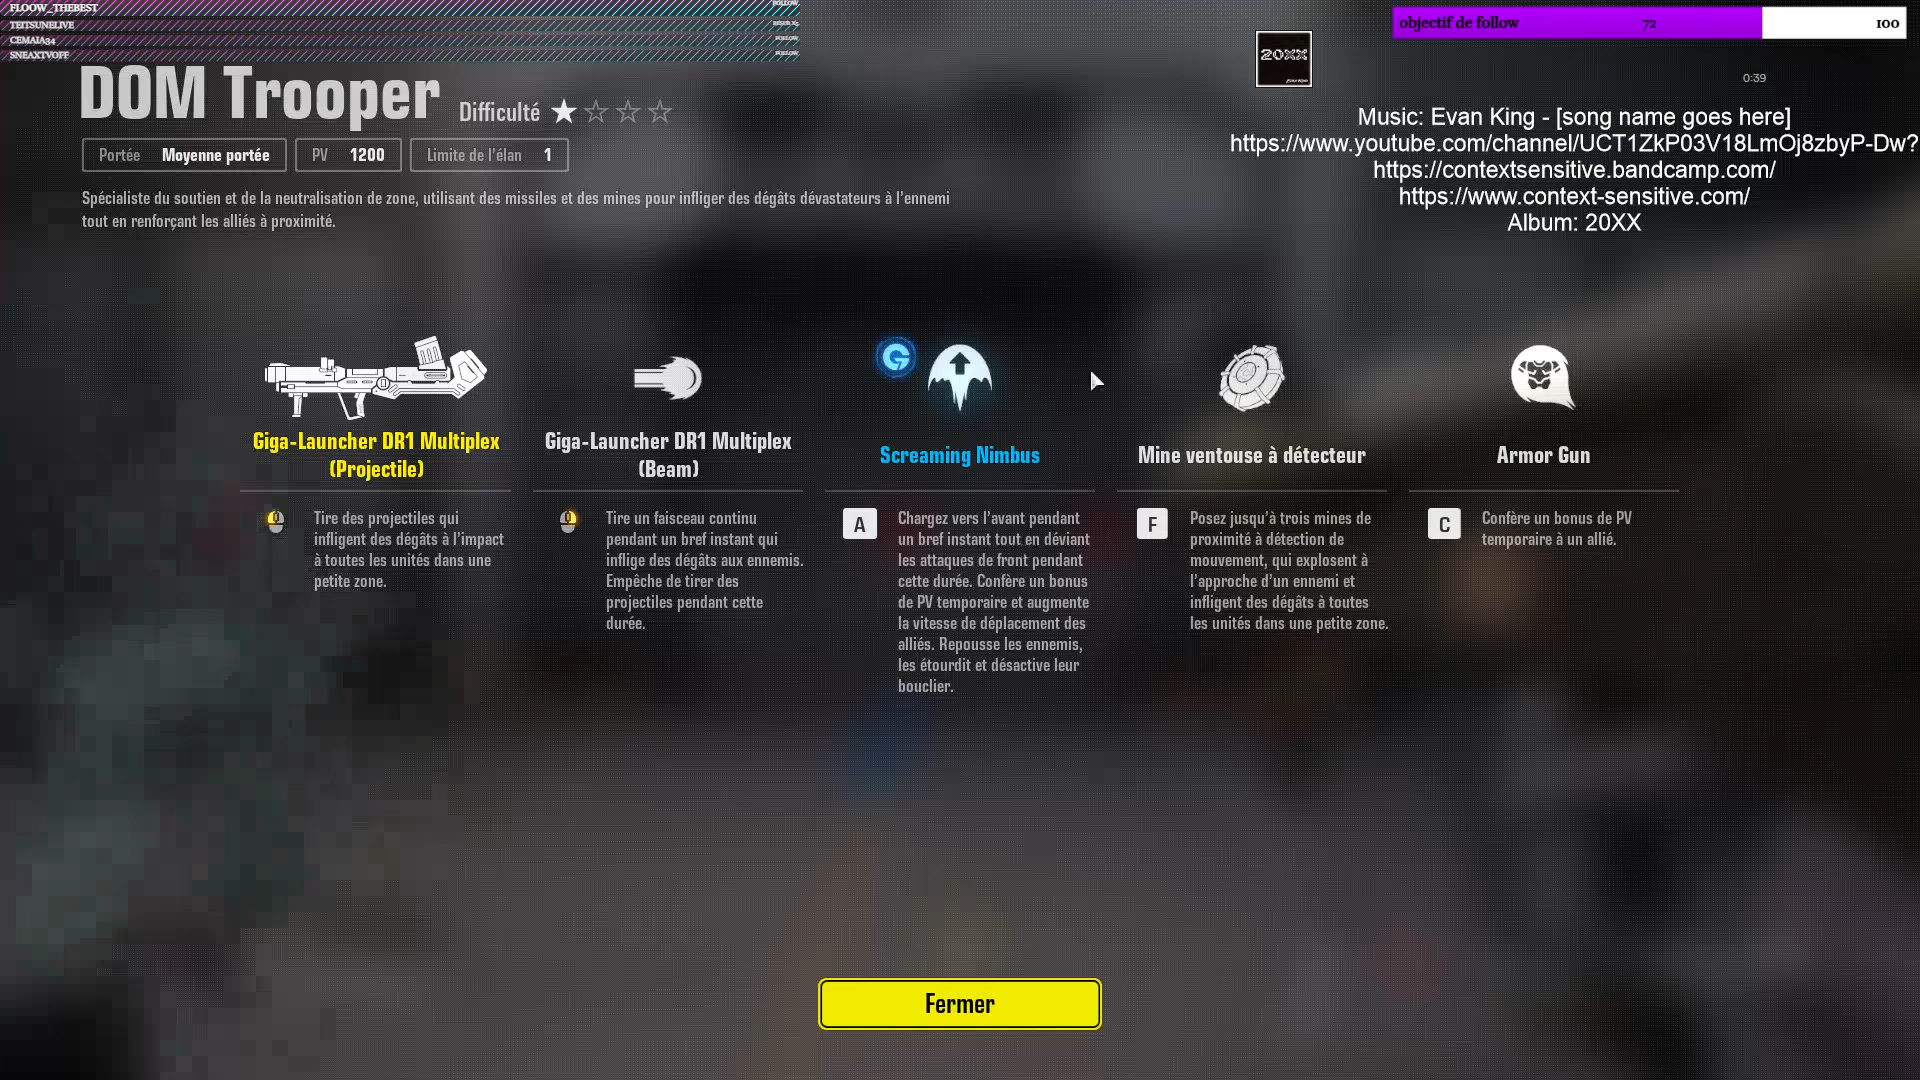 FLOOW_THEBEST
FOLLOW
TEITSUNELIVE
CEMAIA34
FOLLOW
SNEAXTVOFF
FOLLOW
objectif de follow 72 100
20XX
0:39
DOM Trooper
Difficulté
Portée Moyenne portée
PV 1200
Limite de l'élan 1
Music: Evan King - [song name goes here]
https://www.youtube.com/channel/UCT1ZkP03V18LmOj8zbyP-Dw?
https://contextsensitive.bandcamp.com/
https://www.context-sensitive.com/
Album: 20XX
Spécialiste du soutien et de la neutralisation de zone, utilisant des missiles et des mines pour infliger des dégâts dévastateurs à l'ennemi
tout en renforçant les alliés à proximité.
Giga-Launcher DR1 Multiplex
(Projectile)
Tire des projectiles qui
infligent des dégâts à l'impact
à toutes les unités dans une
petite zone.
Giga-Launcher DR1 Multiplex
(Beam)
Tire un faisceau continu
pendant un bref instant qui
inflige des dégâts aux ennemis.
Empêche de tirer des
projectiles pendant cette
durée.
G
Screaming Nimbus
A
Chargez vers l'avant pendant
un bref instant tout en déviant
les attaques de front pendant
cette durée. Confère un bonus
de PV temporaire et augmente
la vitesse de déplacement des
alliés. Repousse les ennemis,
les étourdit et désactive leur
bouclier.
Mine ventouse à détecteur
F
Posez jusqu'à trois mines de
proximité à détection de
mouvement, qui explosent à
l'approche d'un ennemi et
infligent des dégâts à toutes
les unités dans une petite zone.
Armor Gun
C
Confère un bonus de PV
temporaire à un allié.
Fermer